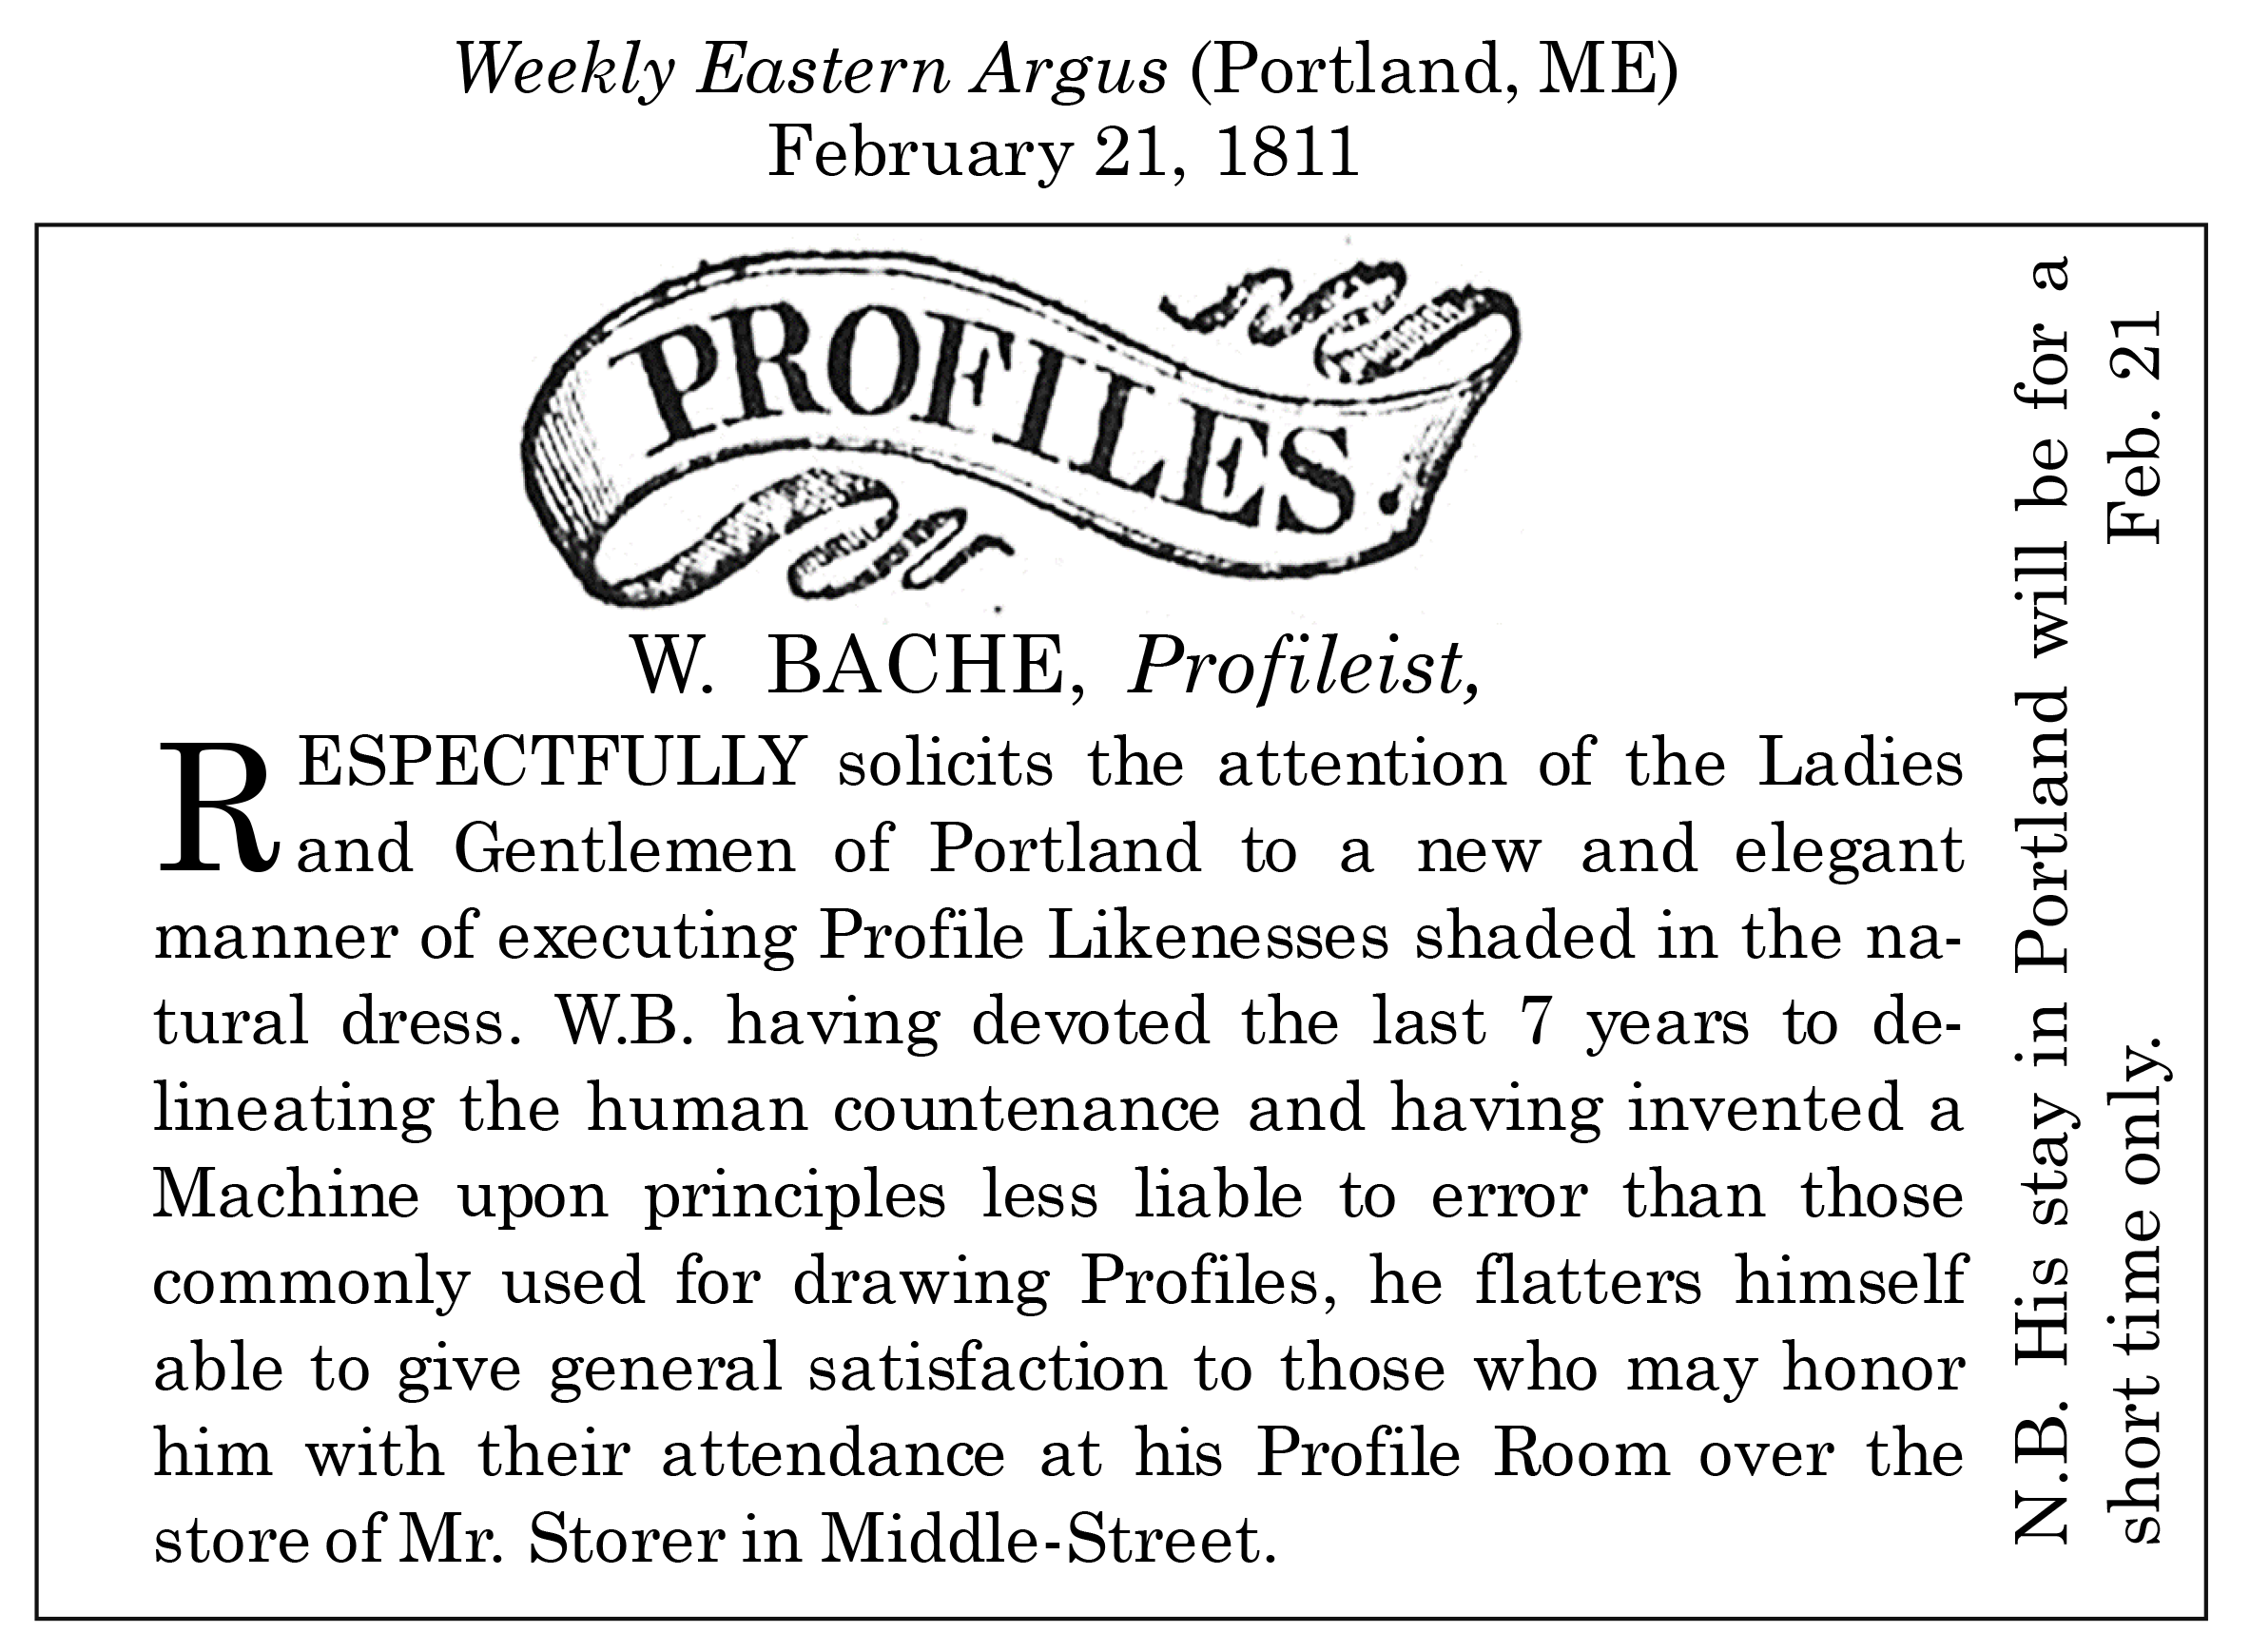 Weekly Eastern Argus (Portland, ME)
February 21, 1811
PROFILES.
W. BACHE, Profileist,
RESPECTFULLY solicits the attention of the Ladies
and Gentlemen of Portland to a new and elegant
manner of executing Profile Likenesses shaded in the na-
tural dress. W.B. having devoted the last 7 years to de-
lineating the human countenance and having invented a
Machine upon principles less liable to error than those
commonly used for drawing Profiles, he flatters himself
able to give general satisfaction to those who may honor
him with their attendance at his Profile Room over the
store of Mr. Storer in Middle-Street.
N.B. His stay in Portland will be for a
short time only. Feb. 21